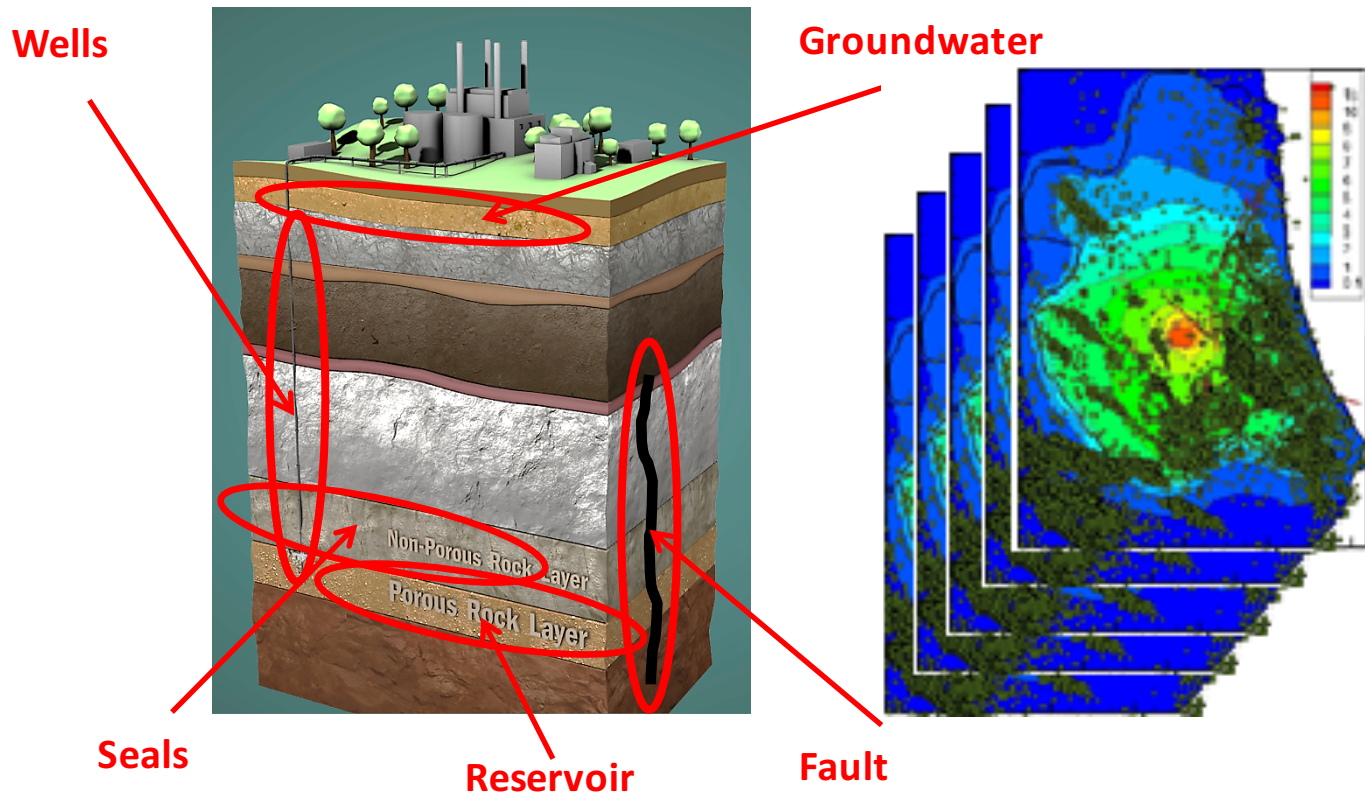 Wells
Groundwater
Non-Porous Rock Layer
Porous Rock Layer
Seals
Reservoir
Fault